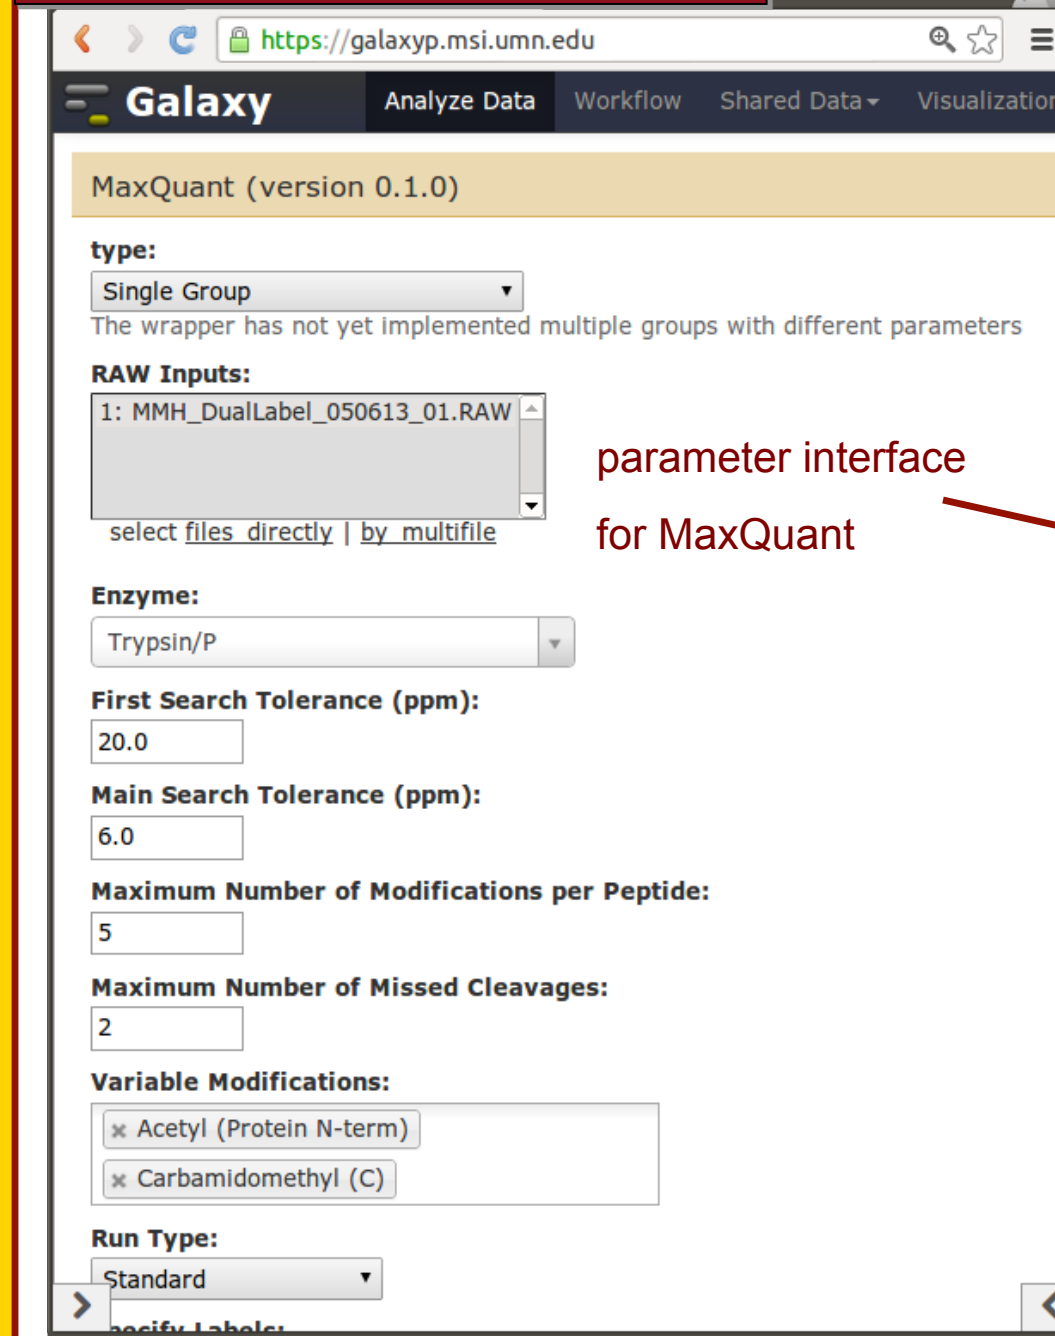 https://galaxyp.msi.umn.edu
Galaxy
Analyze Data Workflow Shared Data Visualization
MaxQuant (version 0.1.0)
type:
Single Group
The wrapper has not yet implemented multiple groups with different parameters
RAW Inputs:
1: MMH_DualLabel_050613_01.RAW
select files directly | by multifile
parameter interface
for MaxQuant
Enzyme:
Trypsin/P
First Search Tolerance (ppm):
20.0
Main Search Tolerance (ppm):
6.0
Maximum Number of Modifications per Peptide:
5
Maximum Number of Missed Cleavages:
2
Variable Modifications:
Acetyl (Protein N-term)
Carbamidomethyl (C)
Run Type:
Standard
Specify Labels: